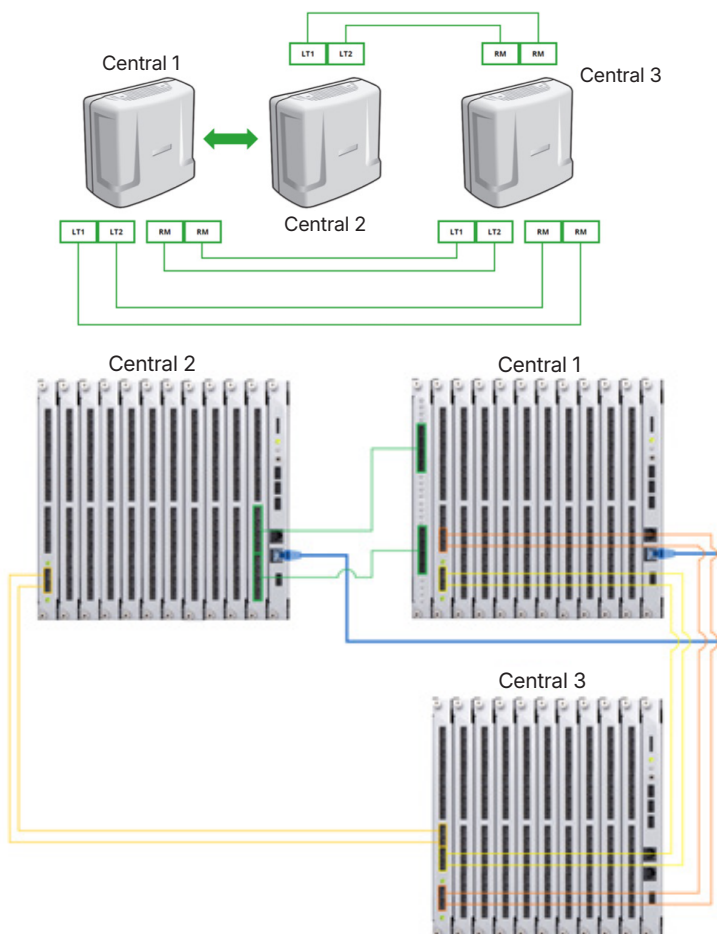 LT1 LT2 RM RM
Central 1
Central 3
Central 2
LT1 LT2 RM RM LT1 LT2 RM RM
Central 2 Central 1
Central 3